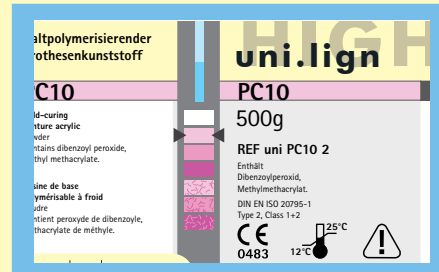 altpolymerisierender
rothesenkunststoff
PC10
ld-curing
nture acrylic
wder
ntains dibenzoyl peroxide,
thyl methacrylate.
sine de base
lymérisable à froid
udre
ntient peroxyde de dibenzoyle,
thacrylate de méthyle.
HIGH
uni.lign
PC10
500g
REF uni PC10 2
Enthält
Dibenzoylperoxid,
Methylmethacrylat.
DIN EN ISO 20795-1
Type 2, Class 1+2
CE
0483
25°C
12°C